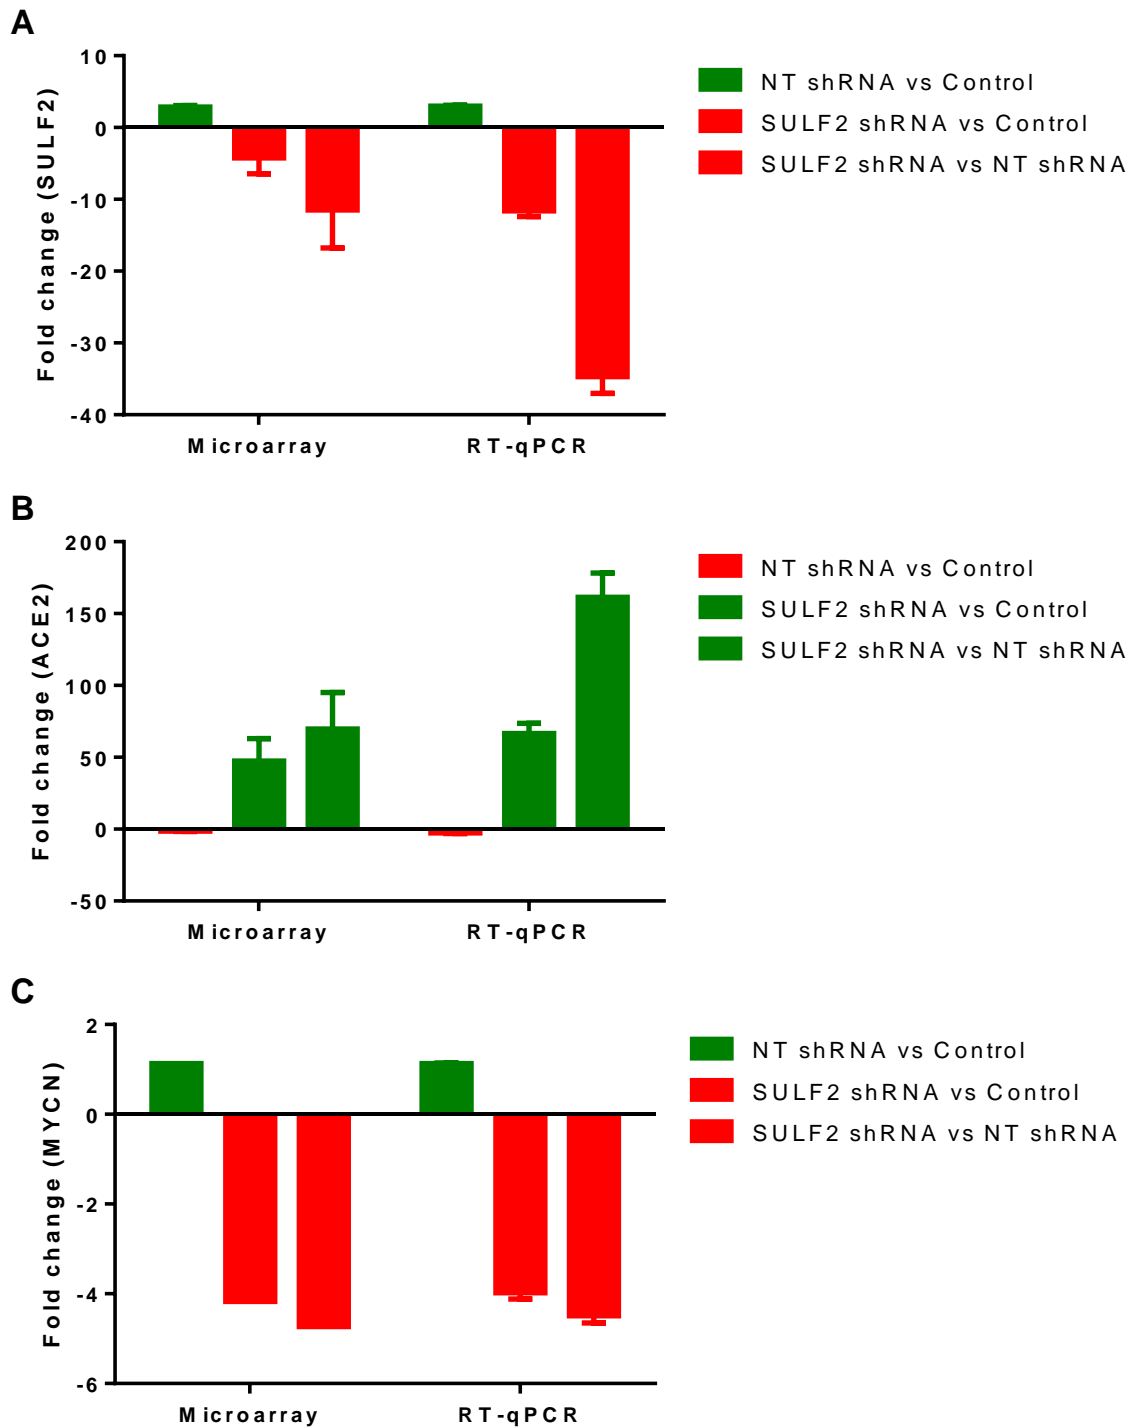 A
Fold change (SULF2)
10
0
-10
-20
-30
-40
Microarray
RT-qPCR
NT shRNA vs Control
SULF2 shRNA vs Control
SULF2 shRNA vs NT shRNA
B
Fold change (ACE2)
200
150
100
50
0
-50
Microarray
RT-qPCR
NT shRNA vs Control
SULF2 shRNA vs Control
SULF2 shRNA vs NT shRNA
C
Fold change (MYCN)
2
0
-2
-4
-6
Microarray
RT-qPCR
NT shRNA vs Control
SULF2 shRNA vs Control
SULF2 shRNA vs NT shRNA